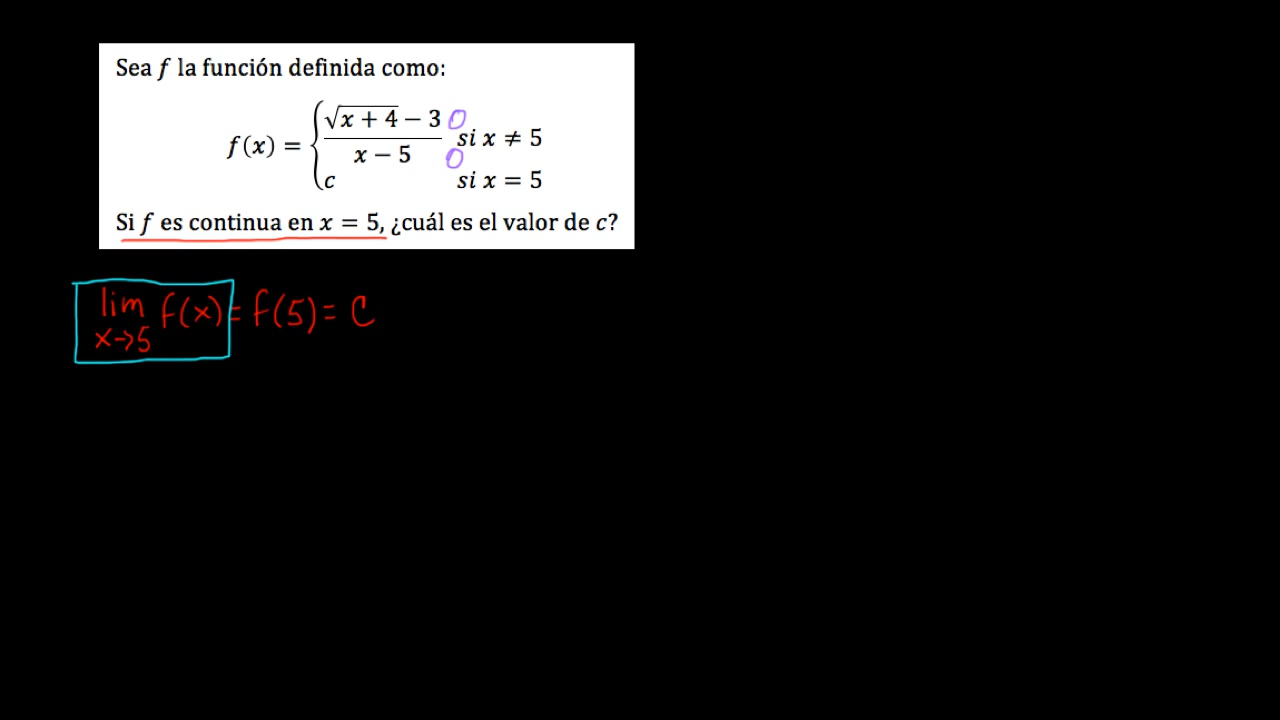 Sea f la función definida como:
f(x) = { (√(x + 4) − 3) / (x − 5) si x ≠ 5 0 0
c si x = 5
Si f es continua en x = 5, ¿cuál es el valor de c?
lim x→5 f(x) = f(5) = C